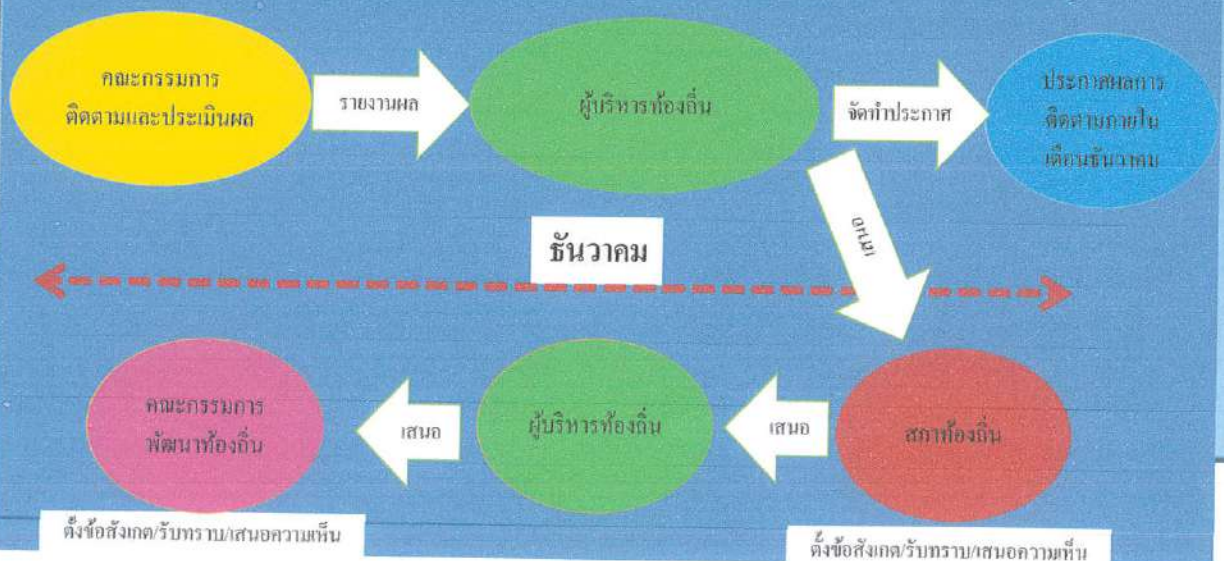 คณะกรรมการ
ติดตามและประเมินผล
รายงานผล
ผู้บริหารท้องถิ่น
จัดทำประกาศ
ประกาศผลการ
ติดตามภายใน
เดือนธันวาคม
เสนอ
ธันวาคม
คณะกรรมการ
พัฒนาท้องถิ่น
เสนอ
ผู้บริหารท้องถิ่น
เสนอ
สภาท้องถิ่น
ตั้งข้อสังเกต/รับทราบ/เสนอความเห็น
ตั้งข้อสังเกต/รับทราบ/เสนอความเห็น